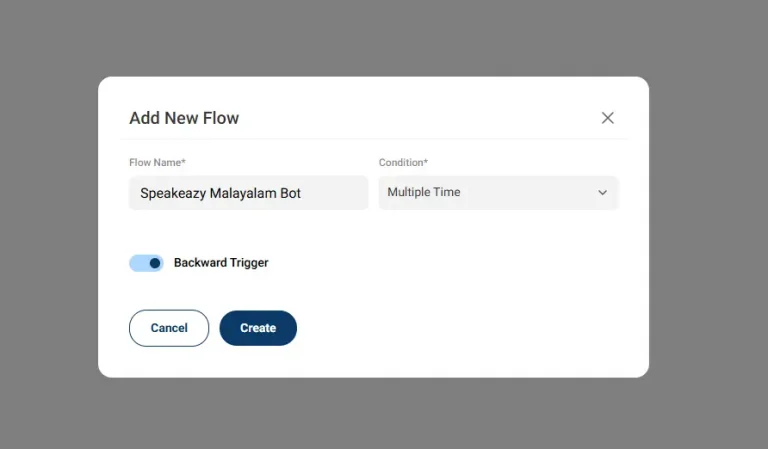 Add New Flow
Flow Name*
Condition*
Speakeazy Malayalam Bot
Multiple Time
Backward Trigger
Cancel
Create